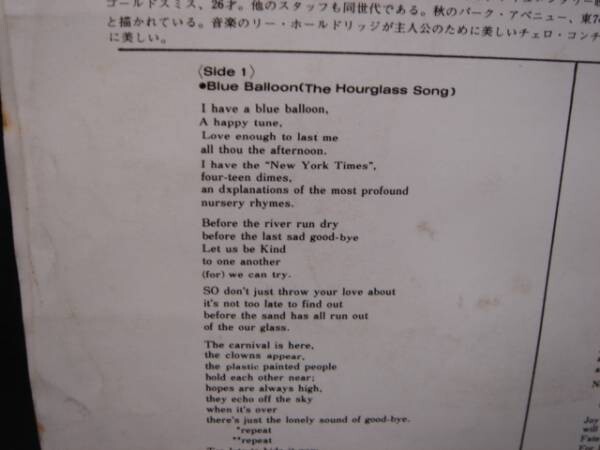 ゴールドスミス、26才。他のスタッフも同世代である。秋のパーク・アベニュー、東
と描かれている。音楽のリー・ホールドリッジが主人公のために美しいチェロ・コンチ
に美しい。
〈Side 1〉
●Blue Balloon(The Hourglass Song)
I have a blue balloon,
A happy tune,
Love enough to last me
all thou the afternoon.
I have the "New York Times",
four-teen dimes,
an dxplanations of the most profound
nursery rhymes.
Before the river run dry
before the last sad good-bye
Let us be Kind
to one another
(for) we can try.
SO don't just throw your love about
it's not too late to find out
before the sand has all run out
of the our glass.
The carnival is here,
the clowns appear,
the plastic painted people
hold each other near;
hopes are always high,
they echo off the sky
when it's over
there's just the lonely sound of good-bye.
*repeat
**repeat
Joy
will
Fate
For